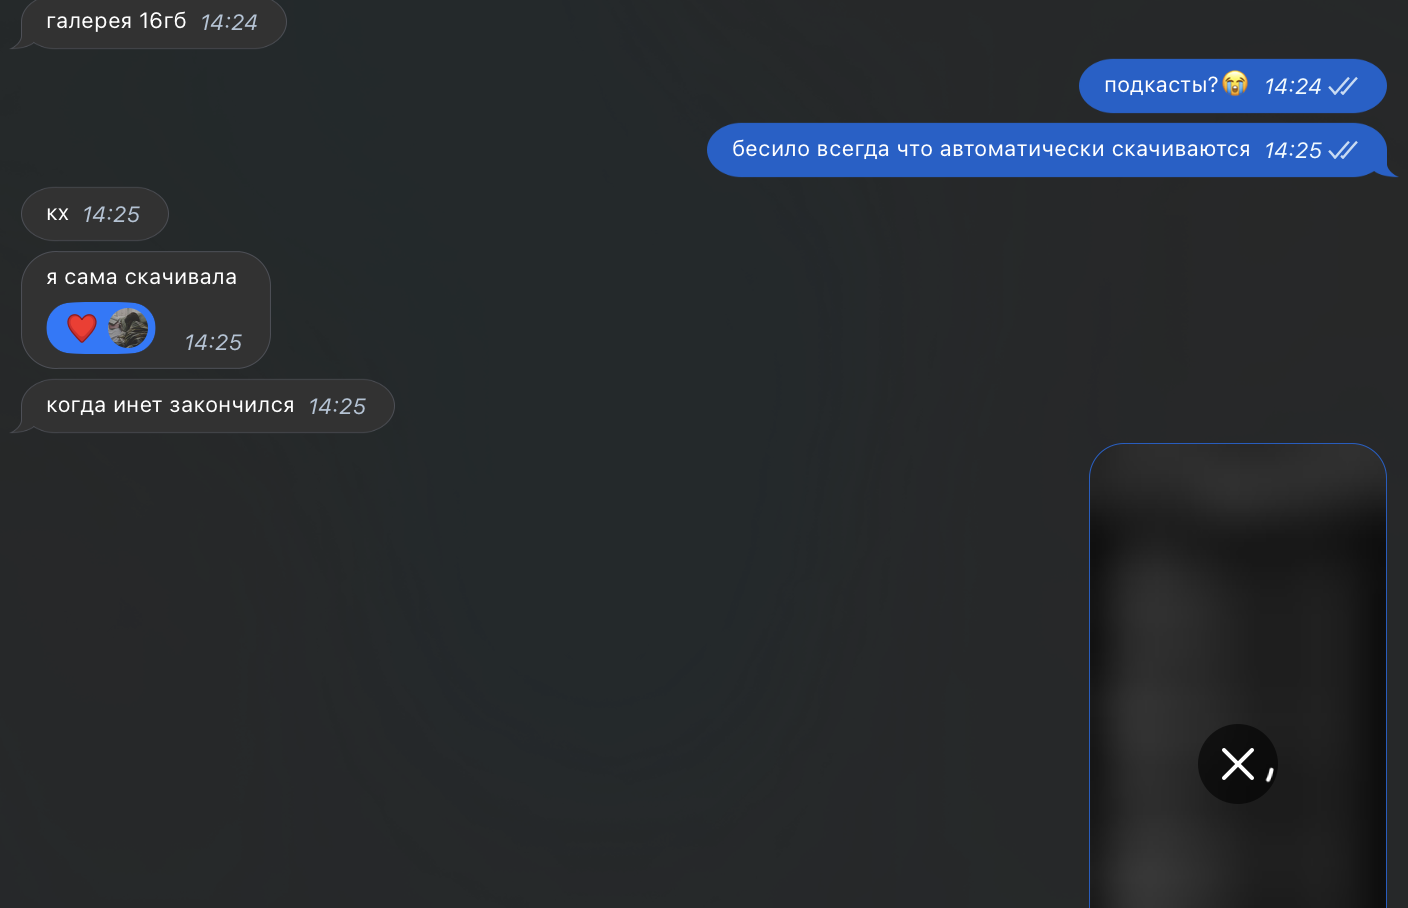 галерея 16гб 14:24
подкасты?😭 14:24
бесило всегда что автоматически скачиваются 14:25
кх 14:25
я сама скачивала
❤️ 14:25
когда инет закончился 14:25